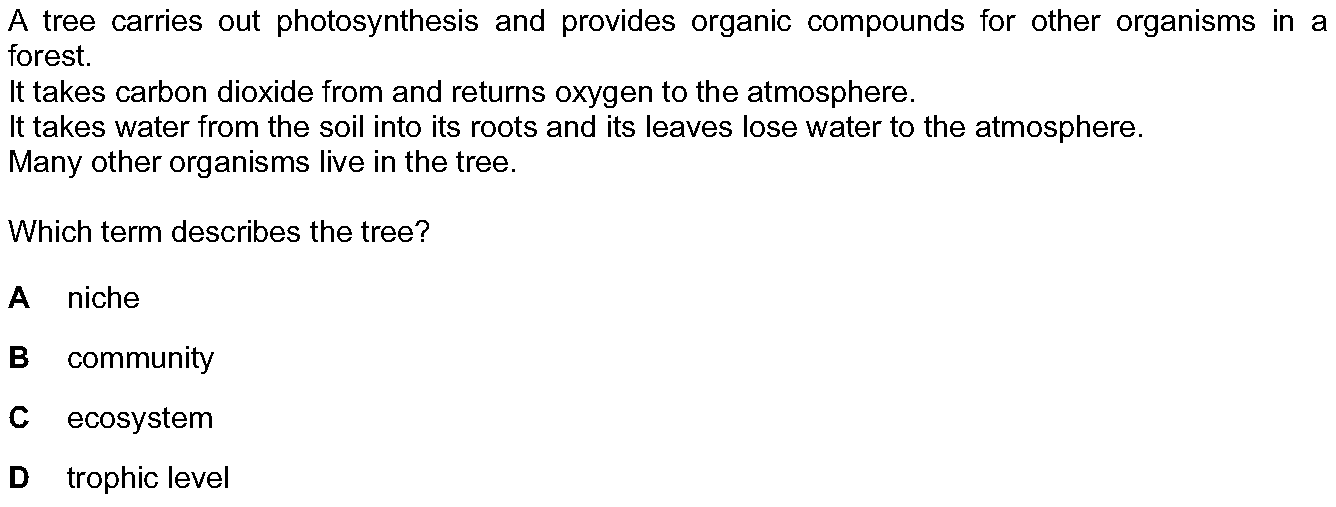 A tree carries out photosynthesis and provides organic compounds for other organisms in a
forest.
It takes carbon dioxide from and returns oxygen to the atmosphere.
It takes water from the soil into its roots and its leaves lose water to the atmosphere.
Many other organisms live in the tree.
Which term describes the tree?
A niche
B community
C ecosystem
D trophic level